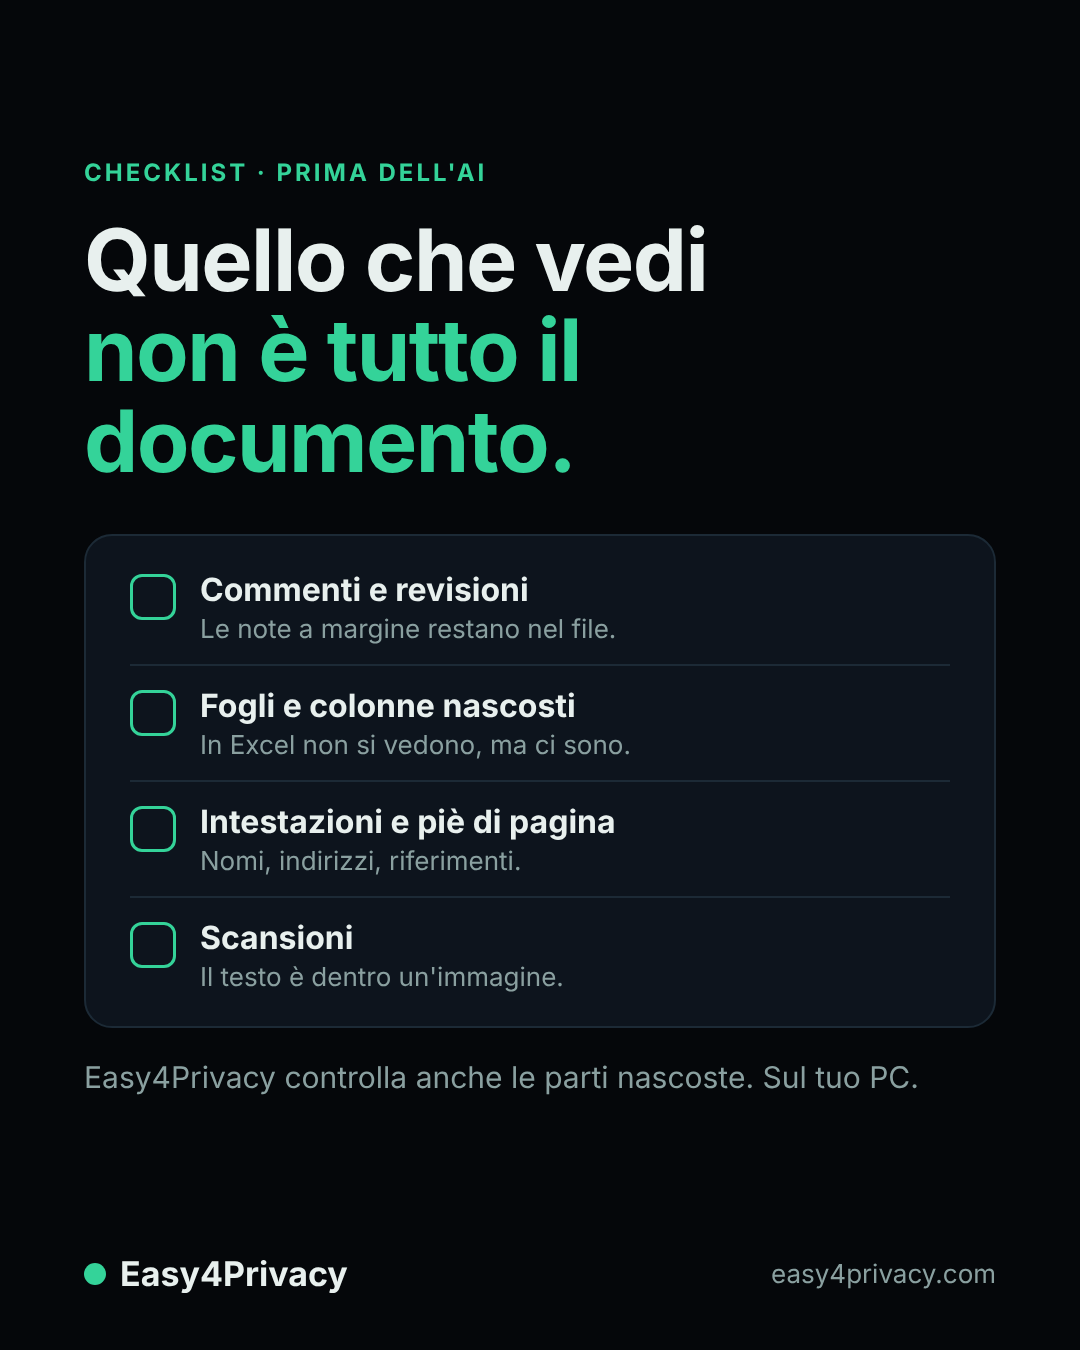 CHECKLIST · PRIMA DELL'AI
Quello che vedi
non è tutto il
documento.
Commenti e revisioni
Le note a margine restano nel file.
Fogli e colonne nascosti
In Excel non si vedono, ma ci sono.
Intestazioni e piè di pagina
Nomi, indirizzi, riferimenti.
Scansioni
Il testo è dentro un'immagine.
Easy4Privacy controlla anche le parti nascoste. Sul tuo PC.
Easy4Privacy
easy4privacy.com